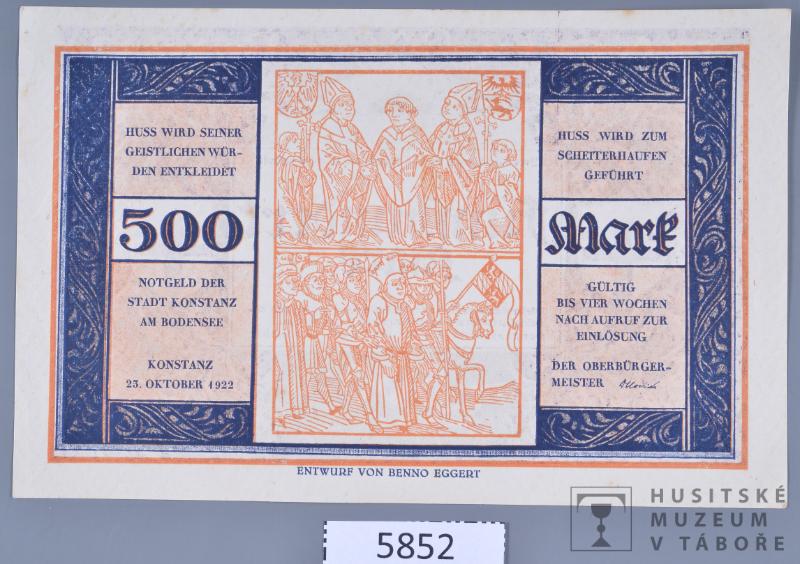 HUSS WIRD SEINER
GEISTLICHEN WÜR-
DEN ENTKLEIDET
500
NOTGELD DER
STADT KONSTANZ
AM BODENSEE
KONSTANZ
23. OKTOBER 1922
HUSS WIRD ZUM
SCHEITERHAUFEN
GEFÜHRT
Mark
GÜLTIG
BIS VIER WOCHEN
NACH AUFRUF ZUR
EINLÖSUNG
DER OBERBÜRGER-
MEISTER
ENTWURF VON BENNO EGGERT
5852
HUSITSKÉ
MUZEUM
V TÁBOŘE